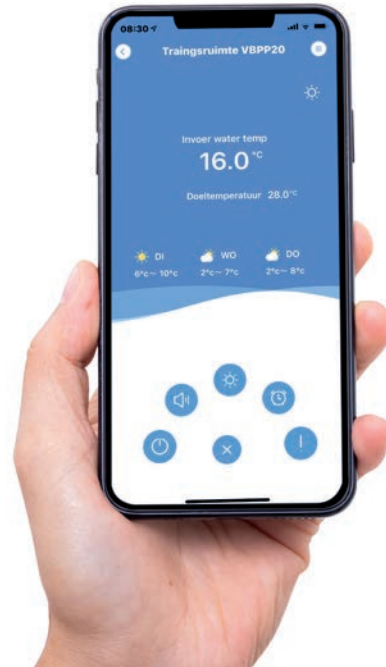 08:30
Traingsruimte VBPP20
Invoer water temp
16.0 °C
Doeltemperatuur 28.0°C
DI WO DO
6°c~ 10°c 2°c~ 7°c 2°c~ 8°c